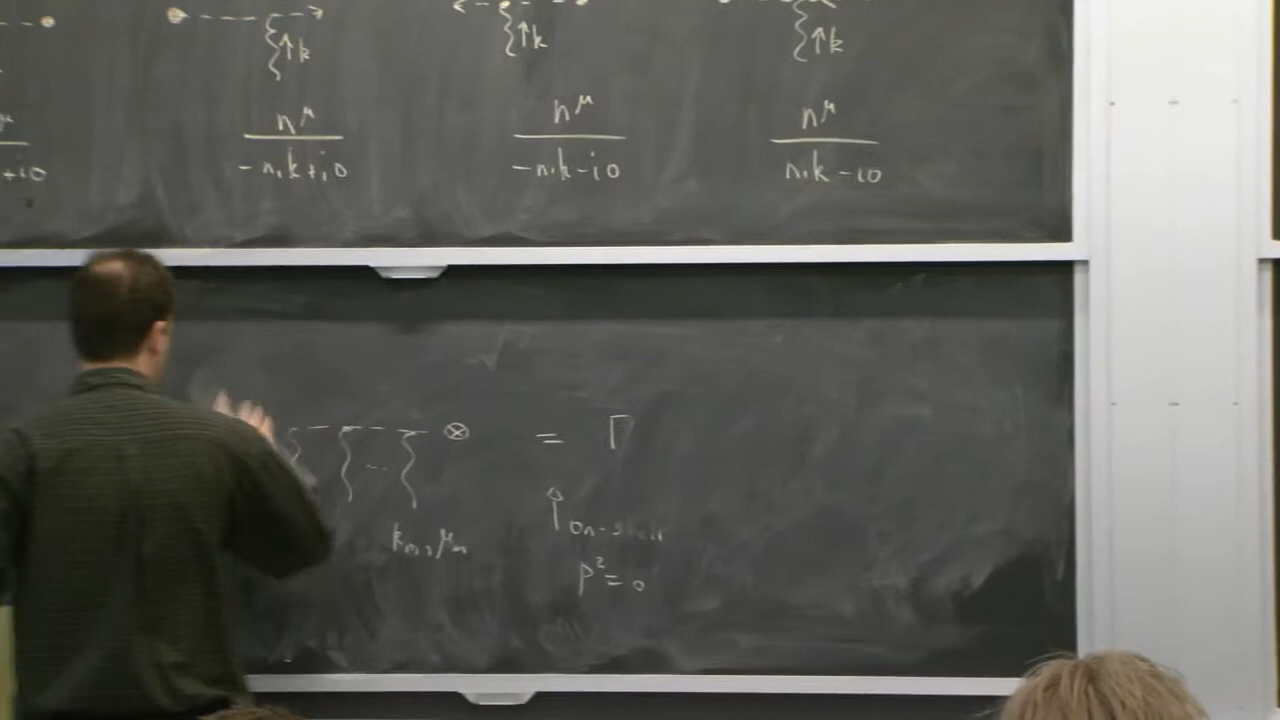 ↑k ↑k ↑k
μ n^μ n^μ n^μ
+i0 -n·k+i0 -n·k-i0 n·k-i0
⊗ = Γ
...
k_m, μ_m on-shell
p² = 0